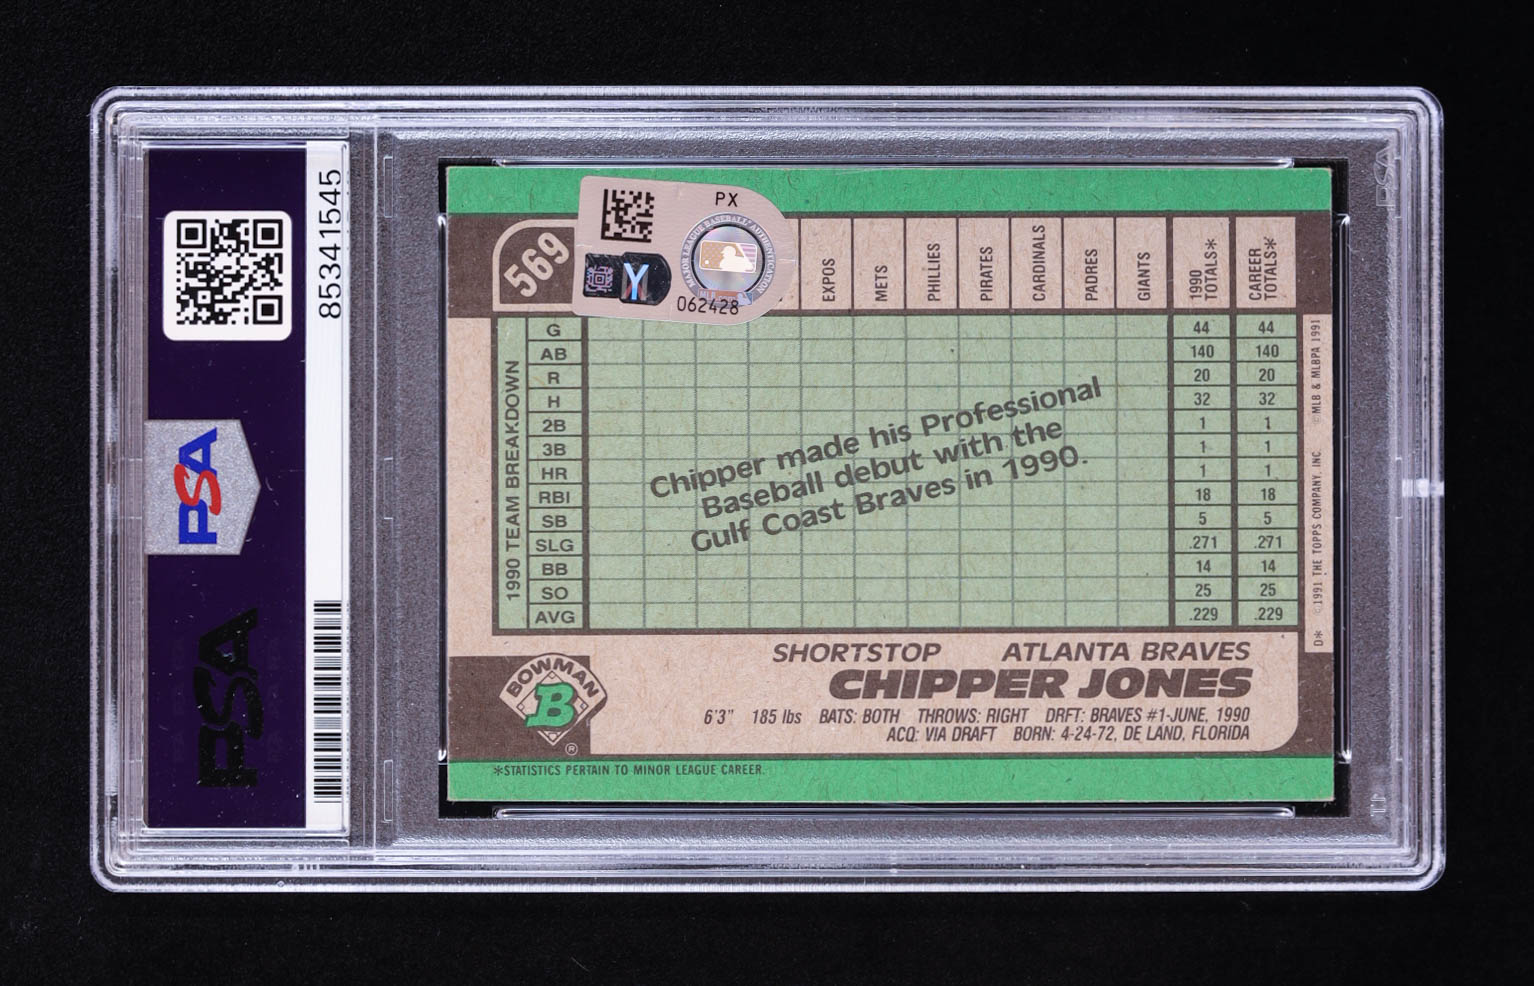 85341545
PSA
PSA
PX
MAJOR LEAGUE BASEBALL AUTHENTICATION
Y
062428
569
EXPOS
METS
PHILLIES
PIRATES
CARDINALS
PADRES
GIANTS
1990 TOTALS*
CAREER TOTALS*
1990 TEAM BREAKDOWN
G 44 44
AB 140 140
R 20 20
H 32 32
2B 1 1
3B 1 1
HR 1 1
RBI 18 18
SB 5 5
SLG .271 .271
BB 14 14
SO 25 25
AVG .229 .229
Chipper made his Professional
Baseball debut with the
Gulf Coast Braves in 1990.
D* ©1991 THE TOPPS COMPANY, INC. ©MLB & MLBPA 1991
SHORTSTOP ATLANTA BRAVES
CHIPPER JONES
BOWMAN
B
®
6'3" 185 lbs BATS: BOTH THROWS: RIGHT DRFT: BRAVES #1-JUNE, 1990
ACQ: VIA DRAFT BORN: 4-24-72, DE LAND, FLORIDA
*STATISTICS PERTAIN TO MINOR LEAGUE CAREER.